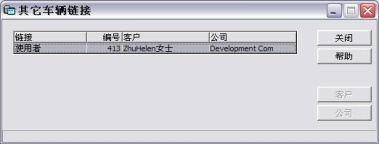 其它车辆链接
链接 编号 客户 公司 关闭
使用者 413 ZhuHelen女士 Development Com
帮助
客户
公司